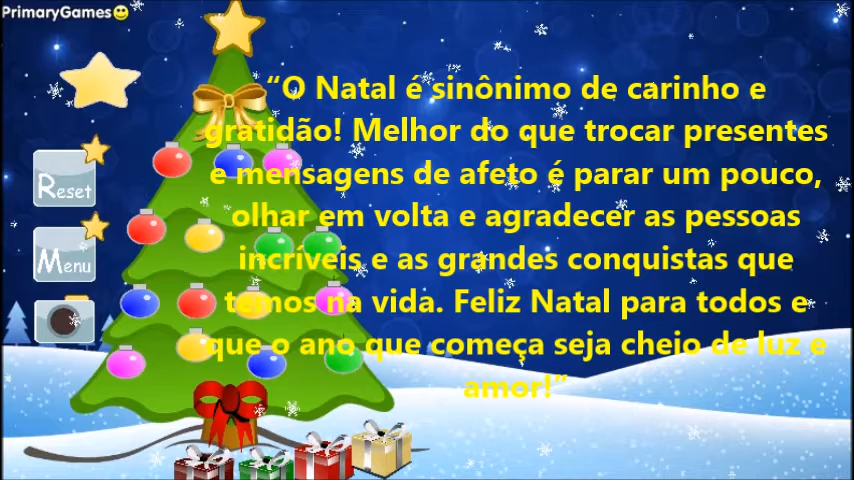 PrimaryGames
“O Natal é sinônimo de carinho e
gratidão! Melhor do que trocar presentes
e mensagens de afeto é parar um pouco,
olhar em volta e agradecer as pessoas
incríveis e as grandes conquistas que
temos na vida. Feliz Natal para todos e
que o ano que começa seja cheio de luz e
amor!”
Reset
Menu